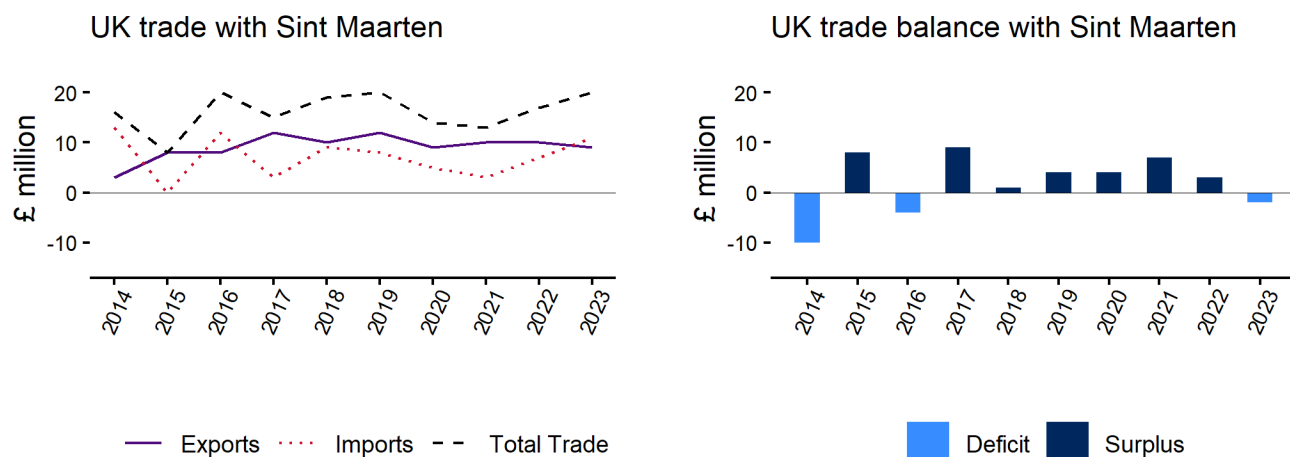 UK trade with Sint Maarten
£ million
20
10
0
-10
2014 2015 2016 2017 2018 2019 2020 2021 2022 2023
Exports Imports Total Trade
UK trade balance with Sint Maarten
£ million
20
10
0
-10
2014 2015 2016 2017 2018 2019 2020 2021 2022 2023
Deficit Surplus